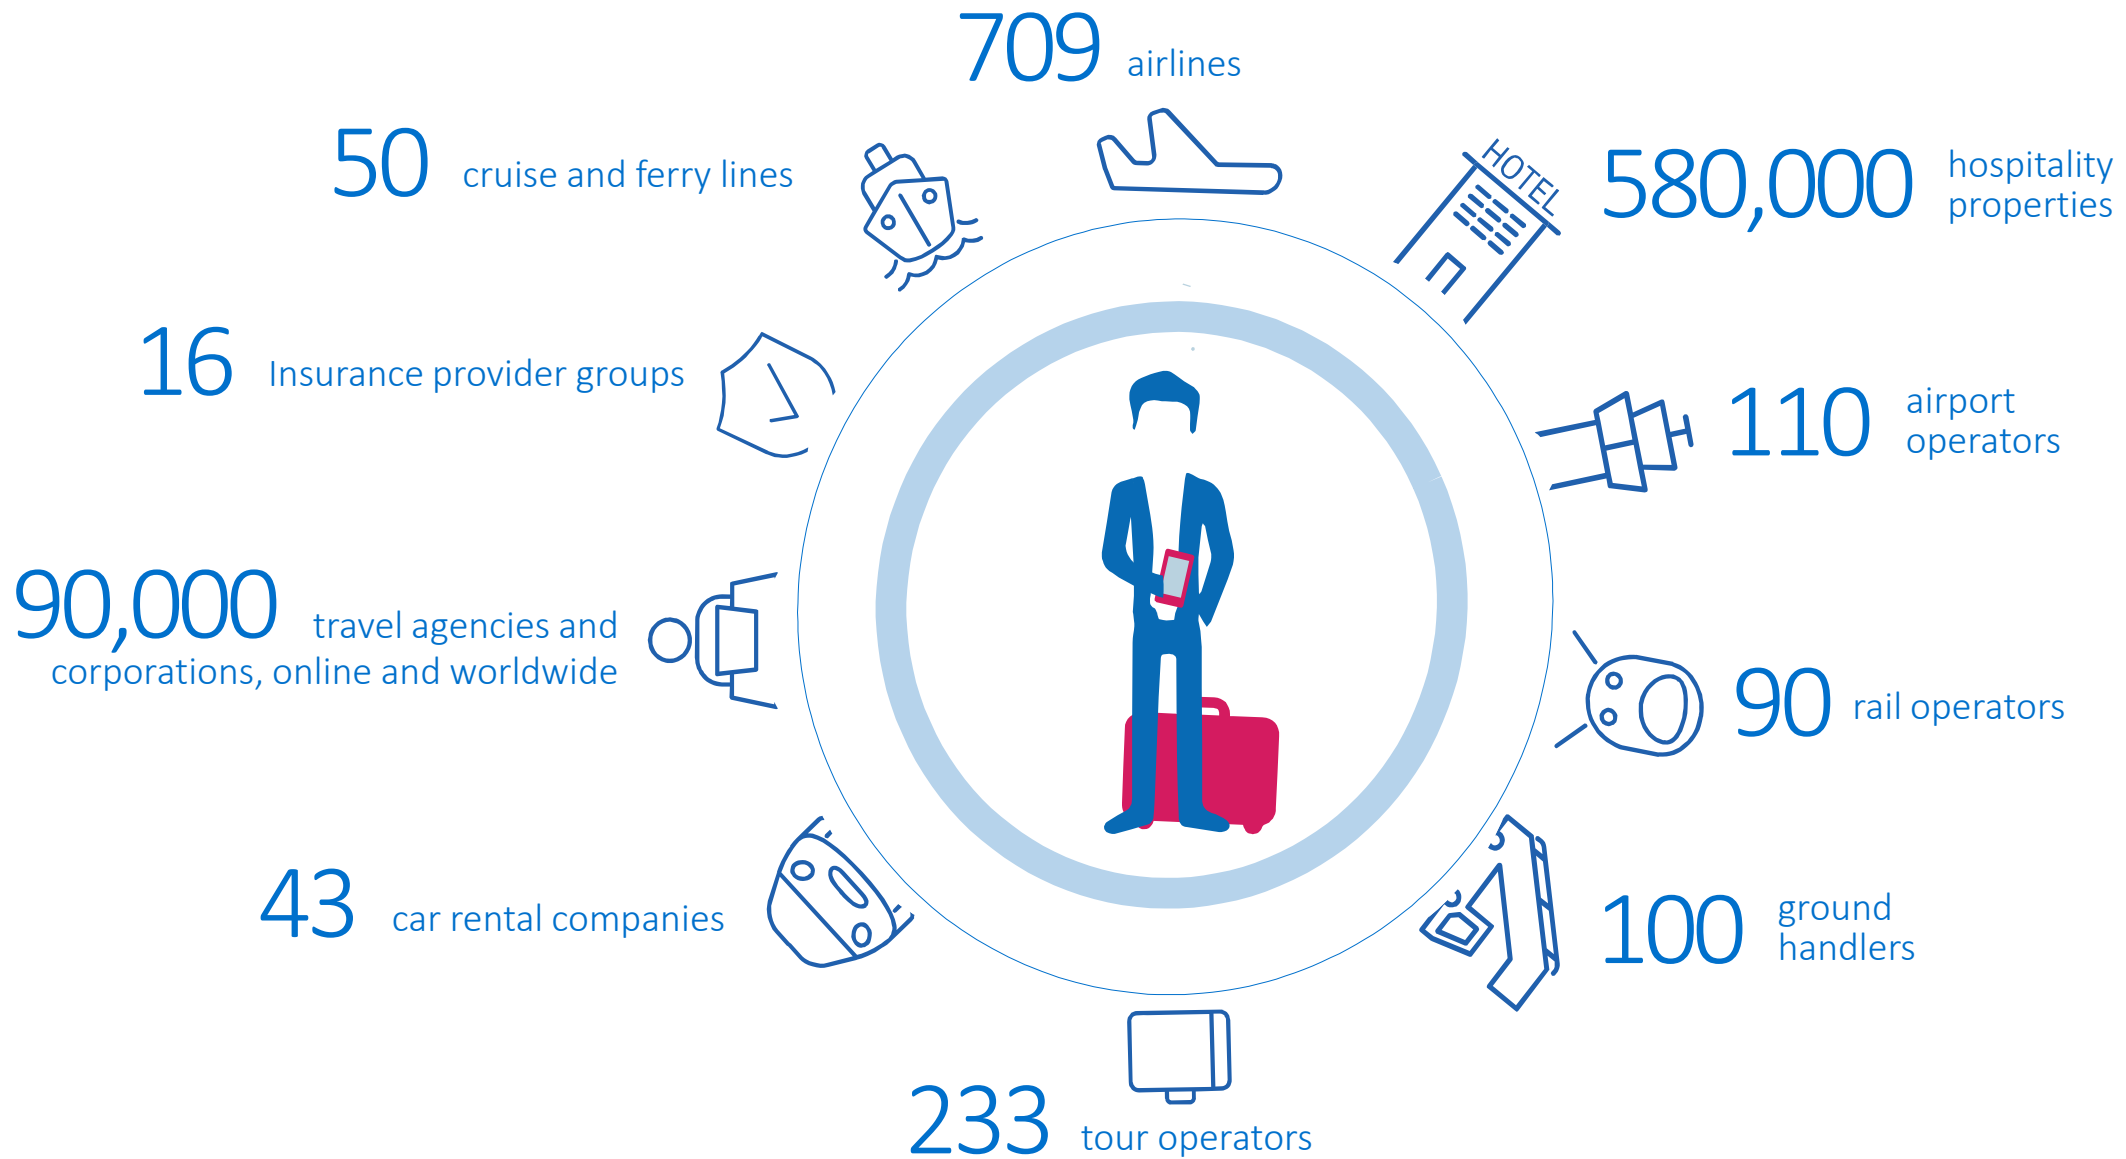 709 airlines
50 cruise and ferry lines
HOTEL
580,000 hospitality
properties
16 Insurance provider groups
110 airport
operators
90,000 travel agencies and
corporations, online and worldwide
90 rail operators
43 car rental companies
100 ground
handlers
233 tour operators